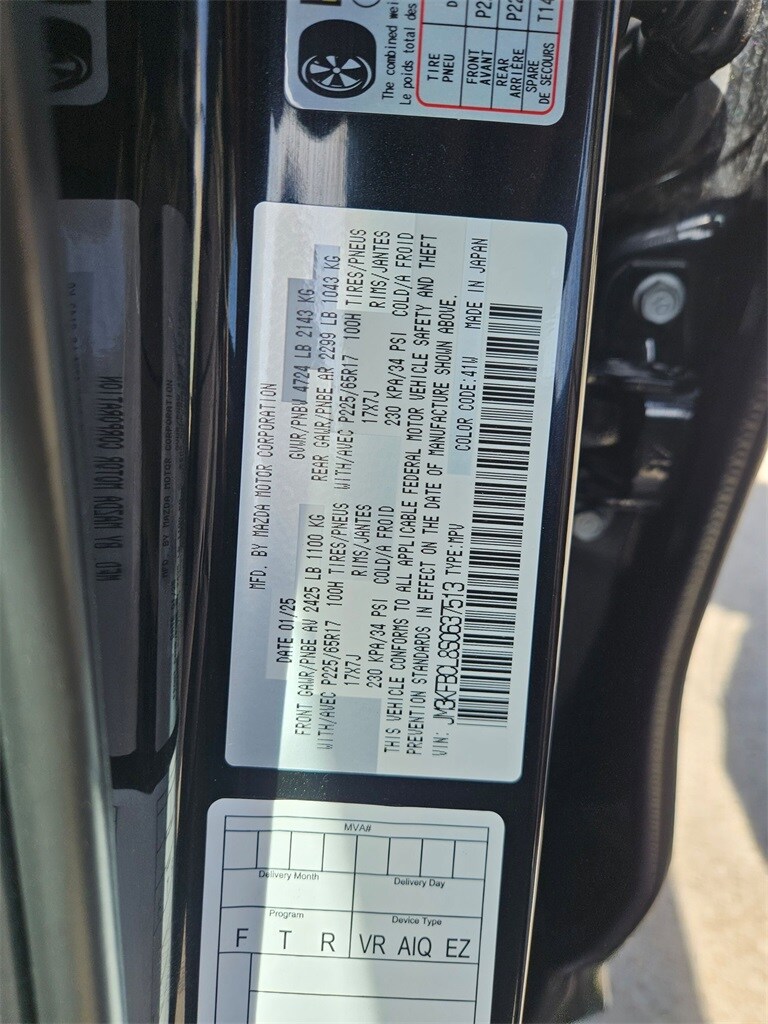 The combined wei
Le poids total des
TIRE
PNEU
FRONT
AVANT
REAR
ARRIÈRE
SPARE
DE SECOURS
MFD. BY MAZDA MOTOR CORPORATION
DATE 01/25 GVWR/PNBV 4724 LB 2143 KG
FRONT GAWR/PNBE AV 2425 LB 1100 KG REAR GAWR/PNBE AR 2299 LB 1043 KG
WITH/AVEC P225/65R17 100H TIRES/PNEUS WITH/AVEC P225/65R17 100H TIRES/PNEUS
17X7J RIMS/JANTES 17X7J RIMS/JANTES
230 KPA/34 PSI COLD/A FROID 230 KPA/34 PSI COLD/A FROID
THIS VEHICLE CONFORMS TO ALL APPLICABLE FEDERAL MOTOR VEHICLE SAFETY AND THEFT
PREVENTION STANDARDS IN EFFECT ON THE DATE OF MANUFACTURE SHOWN ABOVE.
VIN: JM3KFBCL8S0637513 TYPE:MPV COLOR CODE:41W MADE IN JAPAN
MVA#
Delivery Month Delivery Day
Program Device Type
F T R VR AIQ EZ